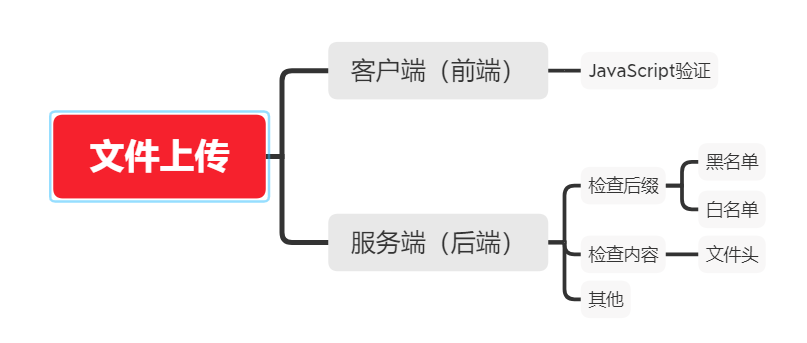 文件上传
客户端（前端）
JavaScript验证
服务端（后端）
检查后缀
黑名单
白名单
检查内容
文件头
其他